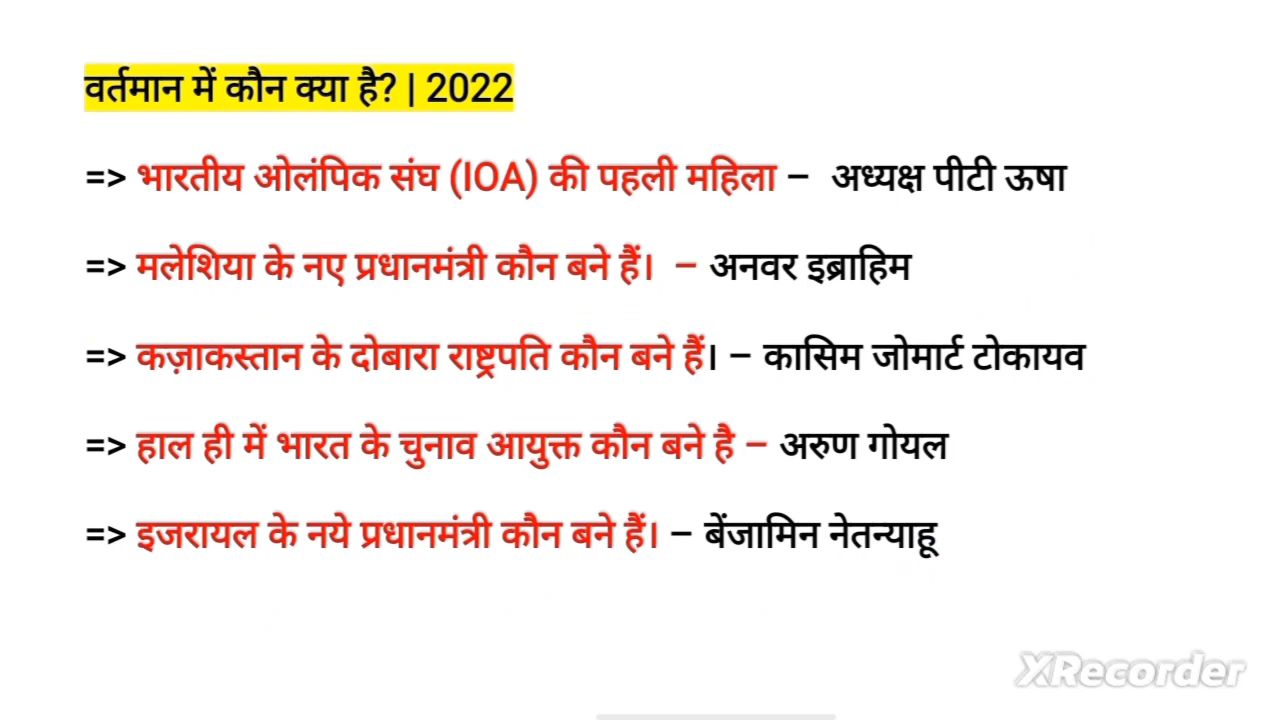 वर्तमान में कौन क्या है? | 2022
=> भारतीय ओलंपिक संघ (IOA) की पहली महिला – अध्यक्ष पीटी ऊषा
=> मलेशिया के नए प्रधानमंत्री कौन बने हैं। – अनवर इब्राहिम
=> कज़ाकस्तान के दोबारा राष्ट्रपति कौन बने हैं। – कासिम जोमार्ट टोकायव
=> हाल ही में भारत के चुनाव आयुक्त कौन बने है – अरुण गोयल
=> इजरायल के नये प्रधानमंत्री कौन बने हैं। – बेंजामिन नेतन्याहू
XRecorder